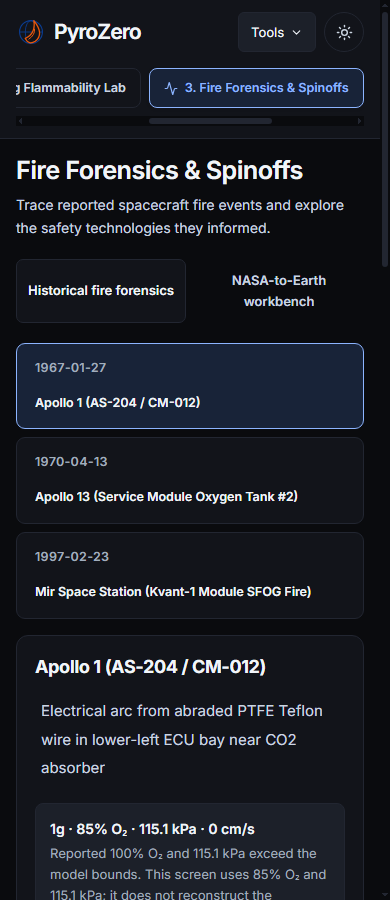 PyroZero
Tools
g Flammability Lab
3. Fire Forensics & Spinoffs
Fire Forensics & Spinoffs
Trace reported spacecraft fire events and explore
the safety technologies they informed.
Historical fire forensics
NASA-to-Earth
workbench
1967-01-27
Apollo 1 (AS-204 / CM-012)
1970-04-13
Apollo 13 (Service Module Oxygen Tank #2)
1997-02-23
Mir Space Station (Kvant-1 Module SFOG Fire)
Apollo 1 (AS-204 / CM-012)
Electrical arc from abraded PTFE Teflon
wire in lower-left ECU bay near CO2
absorber
1g · 85% O₂ · 115.1 kPa · 0 cm/s
Reported 100% O₂ and 115.1 kPa exceed the
model bounds. This screen uses 85% O₂ and
115.1 kPa; it does not reconstruct the